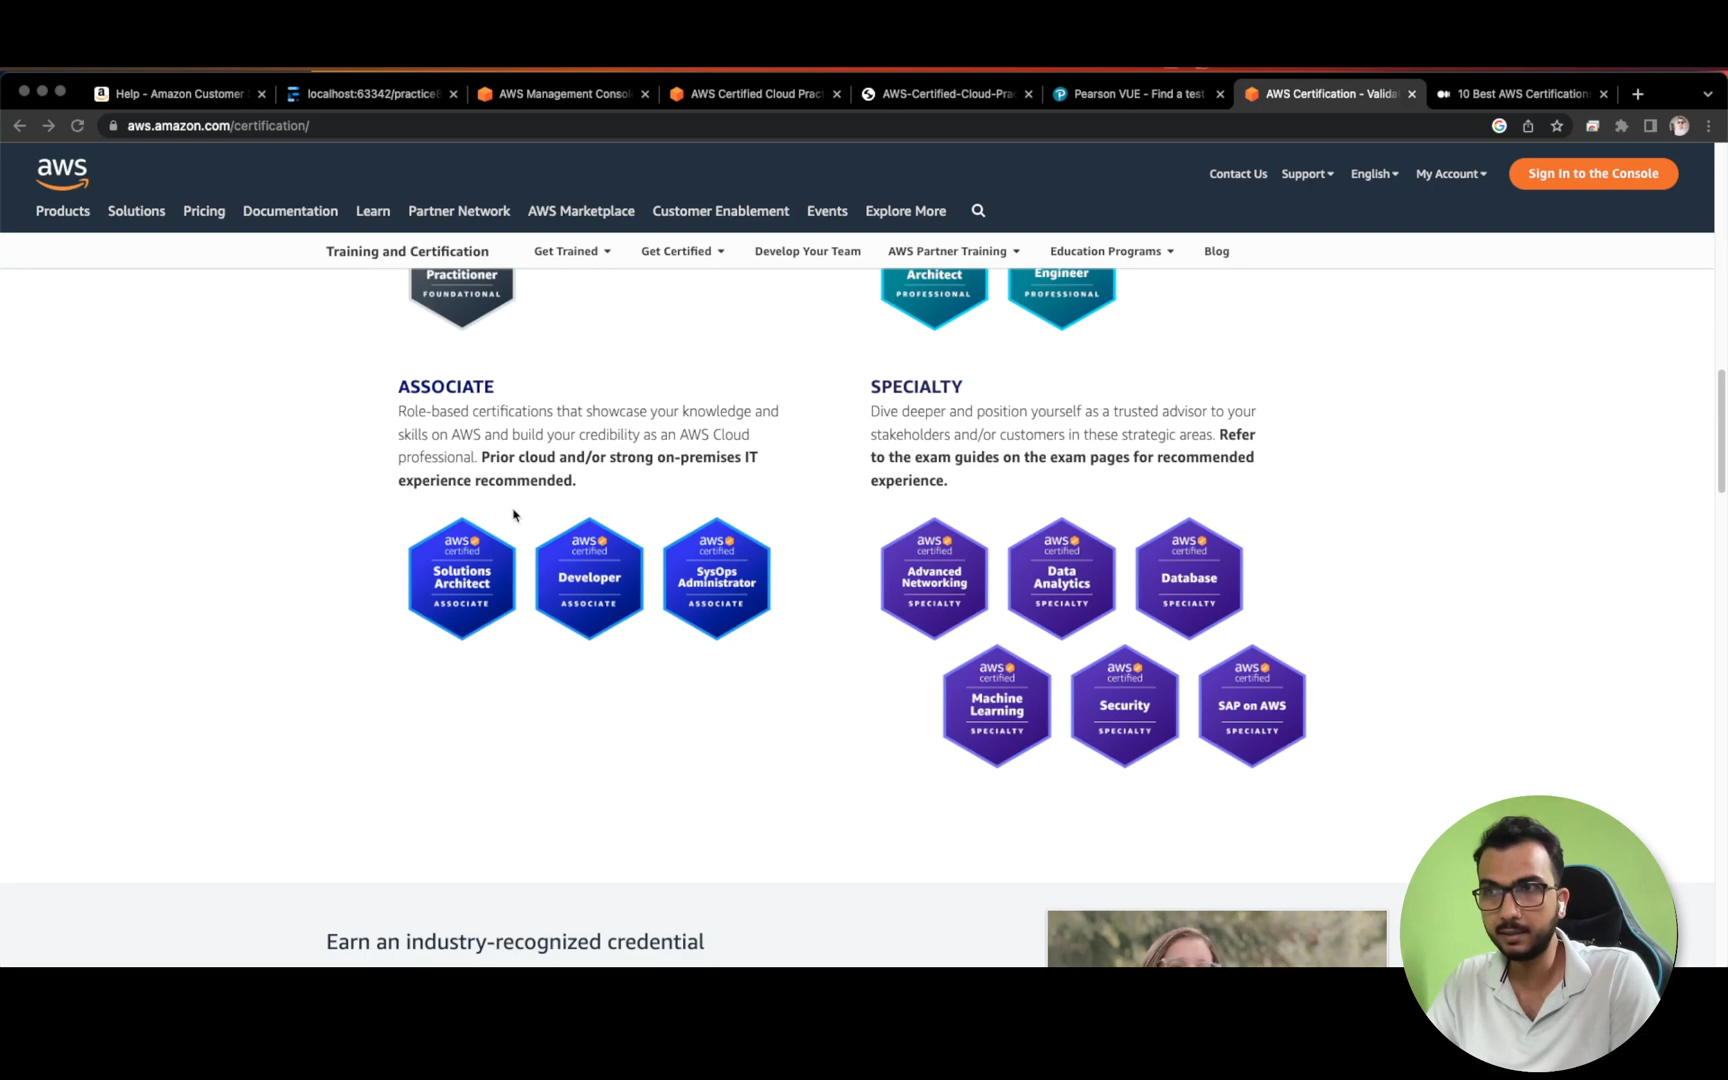 Help - Amazon Customer
localhost:63342/practice
AWS Management Conso
AWS Certified Cloud Pract
AWS-Certified-Cloud-Pra
Pearson VUE - Find a test
AWS Certification - Valida
10 Best AWS Certification
aws.amazon.com/certification/
aws
Contact Us
Support
English
My Account
Sign In to the Console
Products
Solutions
Pricing
Documentation
Learn
Partner Network
AWS Marketplace
Customer Enablement
Events
Explore More
Training and Certification
Get Trained
Get Certified
Develop Your Team
AWS Partner Training
Education Programs
Blog
Practitioner
FOUNDATIONAL
Architect
PROFESSIONAL
Engineer
PROFESSIONAL
ASSOCIATE
Role-based certifications that showcase your knowledge and
skills on AWS and build your credibility as an AWS Cloud
professional. Prior cloud and/or strong on-premises IT
experience recommended.
aws
certified
Solutions
Architect
ASSOCIATE
aws
certified
Developer
ASSOCIATE
aws
certified
SysOps
Administrator
ASSOCIATE
SPECIALTY
Dive deeper and position yourself as a trusted advisor to your
stakeholders and/or customers in these strategic areas. Refer
to the exam guides on the exam pages for recommended
experience.
aws
certified
Advanced
Networking
SPECIALTY
aws
certified
Data
Analytics
SPECIALTY
aws
certified
Database
SPECIALTY
aws
certified
Machine
Learning
SPECIALTY
aws
certified
Security
SPECIALTY
aws
certified
SAP on AWS
SPECIALTY
Earn an industry-recognized credential